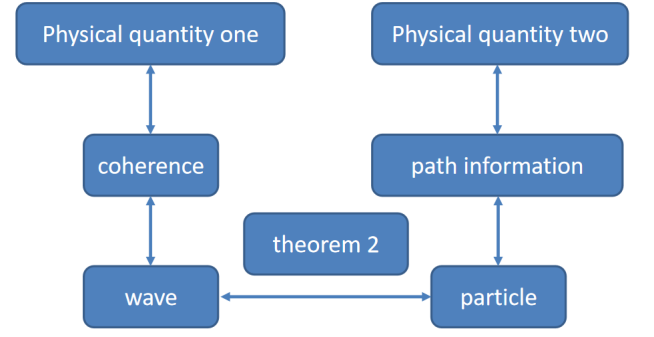 Physical quantity one
Physical quantity two
coherence
path information
theorem 2
wave
particle